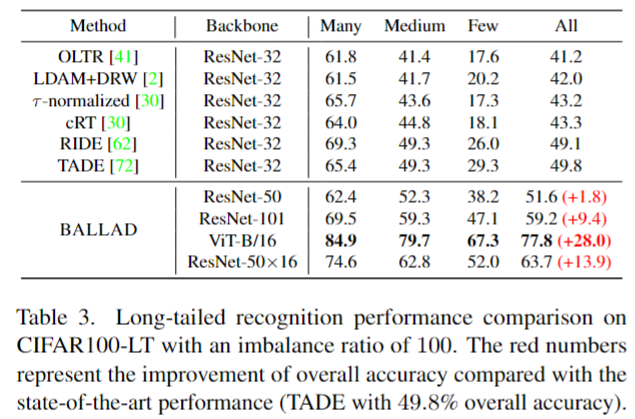 Method Backbone Many Medium Few All
OLTR [41] ResNet-32 61.8 41.4 17.6 41.2
LDAM+DRW [2] ResNet-32 61.5 41.7 20.2 42.0
τ-normalized [30] ResNet-32 65.7 43.6 17.3 43.2
cRT [30] ResNet-32 64.0 44.8 18.1 43.3
RIDE [62] ResNet-32 69.3 49.3 26.0 49.1
TADE [72] ResNet-32 65.4 49.3 29.3 49.8
BALLAD
ResNet-50 62.4 52.3 38.2 51.6 (+1.8)
ResNet-101 69.5 59.3 47.1 59.2 (+9.4)
ViT-B/16 84.9 79.7 67.3 77.8 (+28.0)
ResNet-50×16 74.6 62.8 52.0 63.7 (+13.9)
Table 3. Long-tailed recognition performance comparison on
CIFAR100-LT with an imbalance ratio of 100. The red numbers
represent the improvement of overall accuracy compared with the
state-of-the-art performance (TADE with 49.8% overall accuracy).